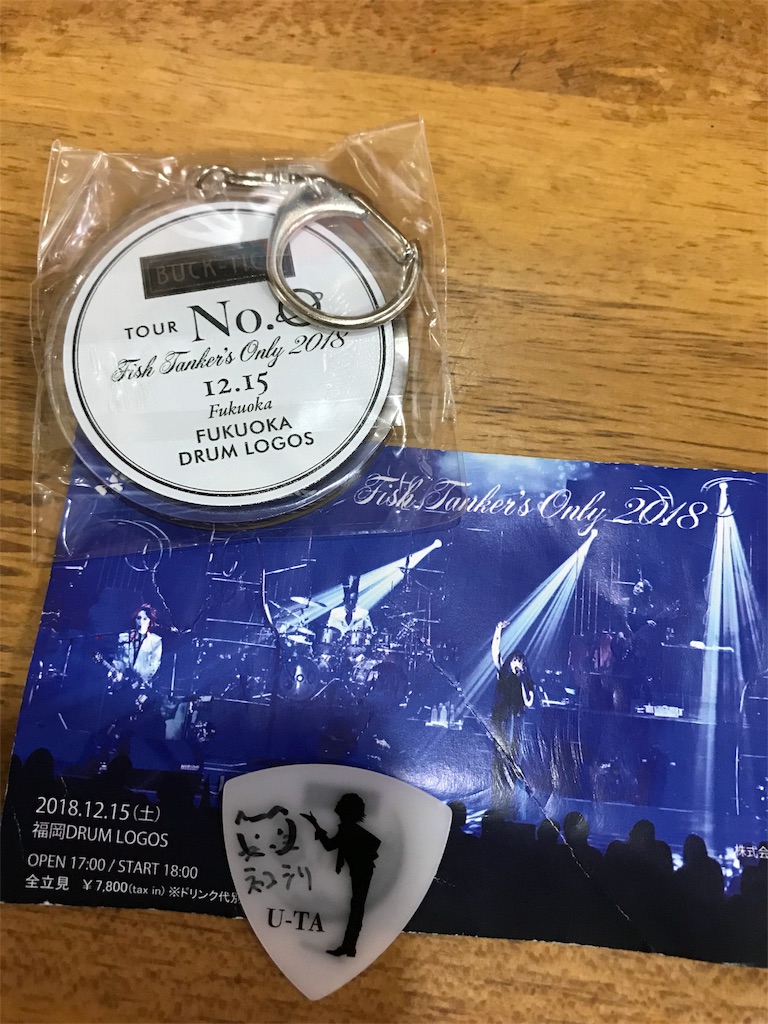 BUCK-TIC
TOUR No.0
Fish Tanker's Only 2018
12.15
Fukuoka
FUKUOKA
DRUM LOGOS
Fish Tanker's Only 2018
2018.12.15(土)
福岡DRUM LOGOS
OPEN 17:00 / START 18:00
全立見 ￥7,800(tax in) ※ドリンク代別
株式会
U-TA